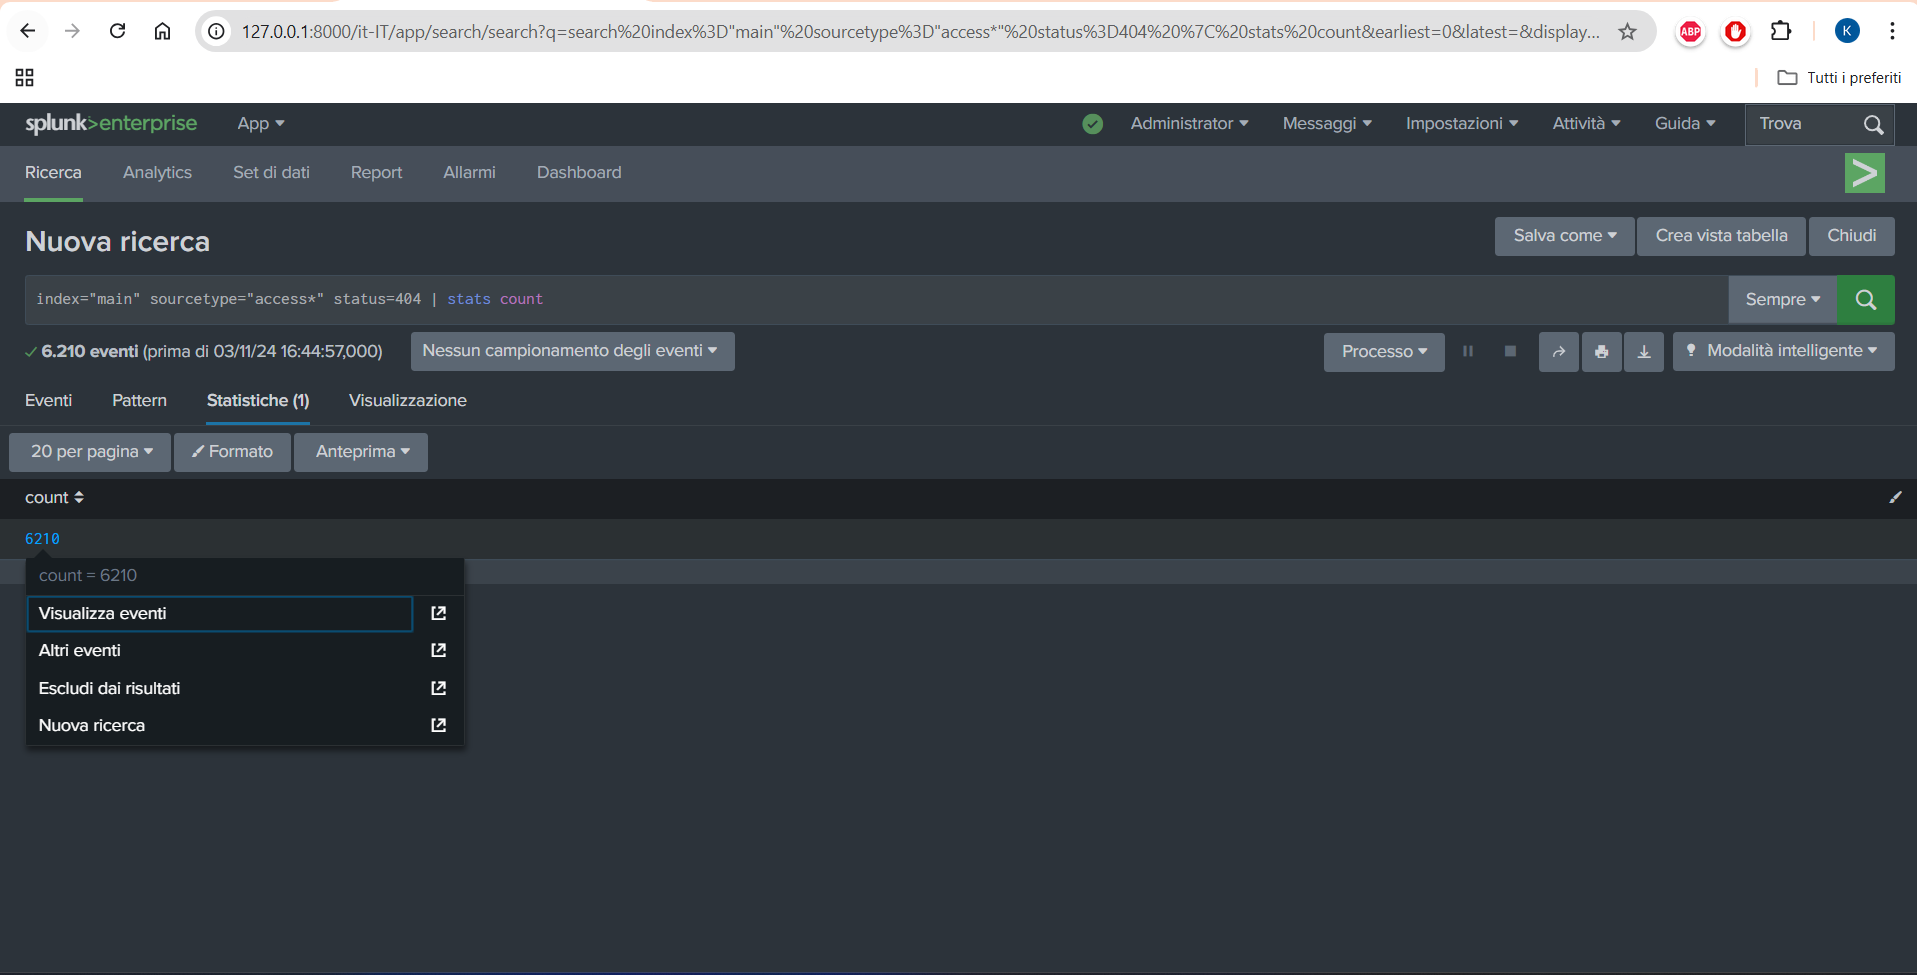 127.0.0.1:8000/it-IT/app/search/search?q=search%20index%3D"main"%20sourcetype%3D"access*"%20status%3D404%20%7C%20stats%20count&earliest=0&latest=&display...
ABP
K
Tutti i preferiti
splunk>enterprise
App
Administrator
Messaggi
Impostazioni
Attività
Guida
Trova
Ricerca
Analytics
Set di dati
Report
Allarmi
Dashboard
>
Nuova ricerca
Salva come
Crea vista tabella
Chiudi
index="main" sourcetype="access*" status=404 | stats count
Sempre
6.210 eventi (prima di 03/11/24 16:44:57,000)
Nessun campionamento degli eventi
Processo
Modalità intelligente
Eventi
Pattern
Statistiche (1)
Visualizzazione
20 per pagina
Formato
Anteprima
count
6210
count = 6210
Visualizza eventi
Altri eventi
Escludi dai risultati
Nuova ricerca